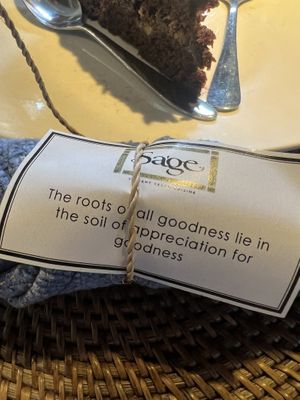 Sage
The roots of all goodness lie in
the soil of appreciation for
goodness